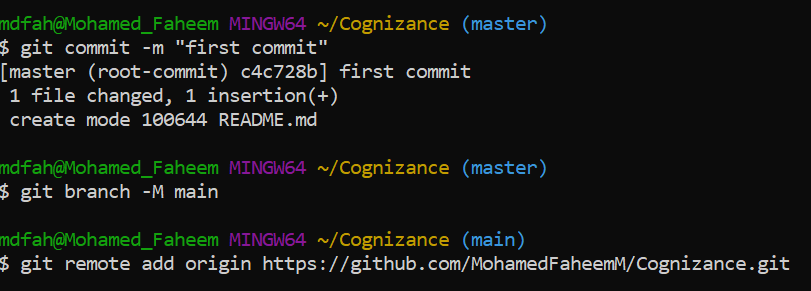 mdfah@Mohamed_Faheem MINGW64 ~/Cognizance (master)
$ git commit -m "first commit"
[master (root-commit) c4c728b] first commit
 1 file changed, 1 insertion(+)
 create mode 100644 README.md
mdfah@Mohamed_Faheem MINGW64 ~/Cognizance (master)
$ git branch -M main
mdfah@Mohamed_Faheem MINGW64 ~/Cognizance (main)
$ git remote add origin https://github.com/MohamedFaheemM/Cognizance.git